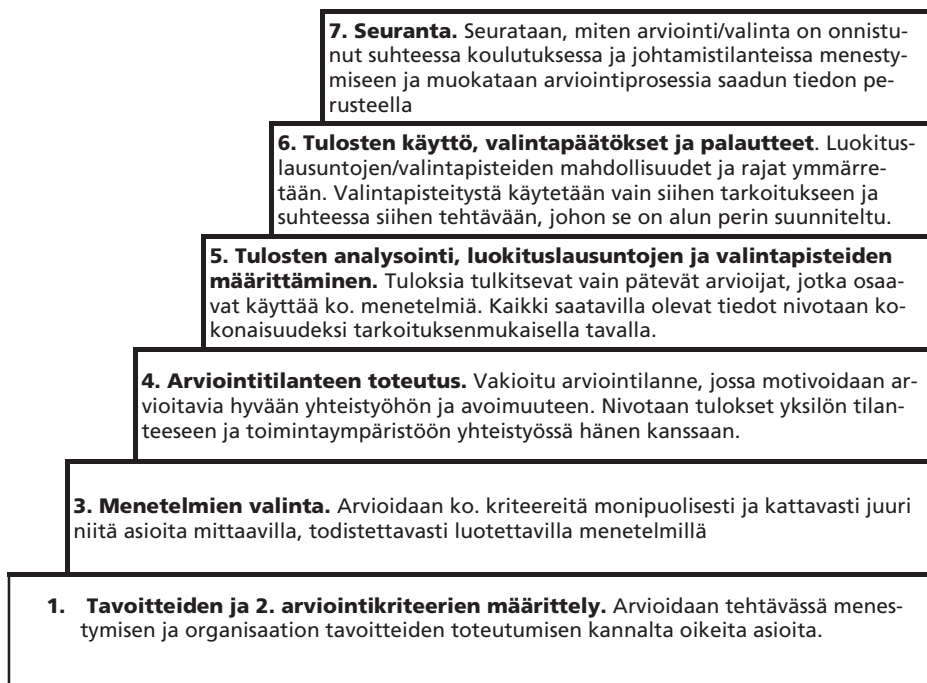 7. Seuranta. Seurataan, miten arviointi/valinta on onnistu-
nut suhteessa koulutuksessa ja johtamistilanteissa menesty-
miseen ja muokataan arviointiprosessia saadun tiedon pe-
rusteella
6. Tulosten käyttö, valintapäätökset ja palautteet. Luokitus-
lausuntojen/valintapisteiden mahdollisuudet ja rajat ymmärre-
tään. Valintapisteitystä käytetään vain siihen tarkoitukseen ja
suhteessa siihen tehtävään, johon se on alun perin suunniteltu.
5. Tulosten analysointi, luokituslausuntojen ja valintapisteiden
määrittäminen. Tuloksia tulkitsevat vain pätevät arvioijat, jotka osaa-
vat käyttää ko. menetelmiä. Kaikki saatavilla olevat tiedot nivotaan ko-
konaisuudeksi tarkoituksenmukaisella tavalla.
4. Arviointitilanteen toteutus. Vakioitu arviointilanne, jossa motivoidaan ar-
vioitavia hyvään yhteistyöhön ja avoimuuteen. Nivotaan tulokset yksilön tilan-
teeseen ja toimintaympäristöön yhteistyössä hänen kanssaan.
3. Menetelmien valinta. Arvioidaan ko. kriteereitä monipuolisesti ja kattavasti juuri
niitä asioita mittaavilla, todistettavasti luotettavilla menetelmillä
1. Tavoitteiden ja 2. arviointikriteerien määrittely. Arvioidaan tehtävässä menes-
tymisen ja organisaation tavoitteiden toteutumisen kannalta oikeita asioita.